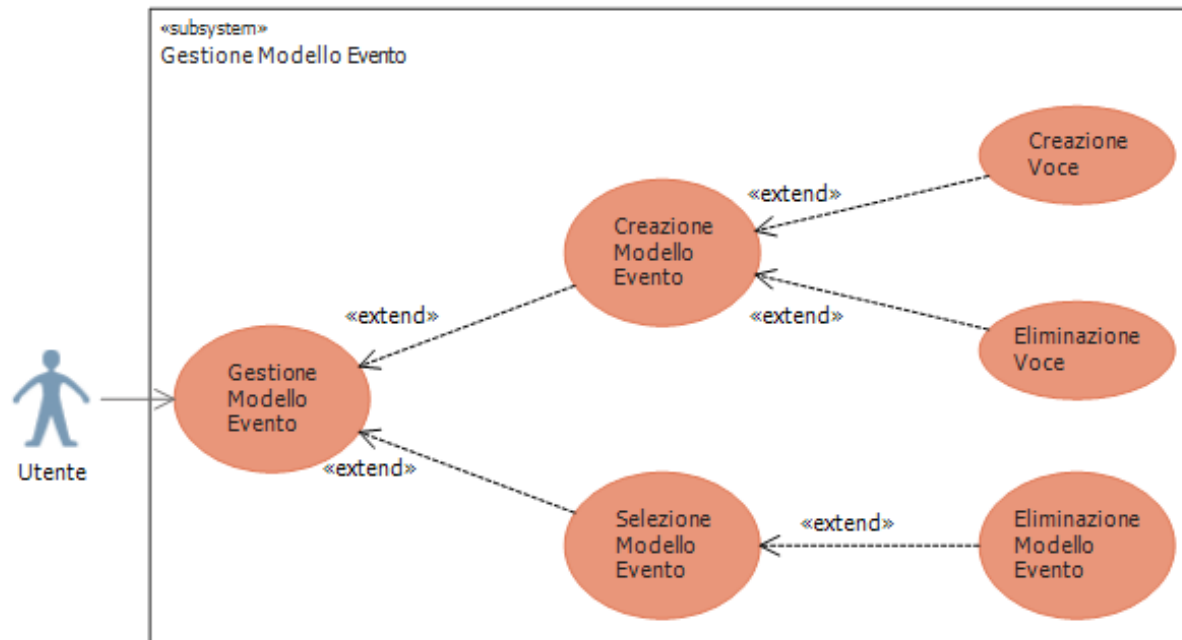 «subsystem»
Gestione Modello Evento
Creazione
Voce
«extend»
Creazione
Modello
Evento
«extend»
«extend»
Eliminazione
Voce
Gestione
Modello
Evento
Utente
«extend»
Selezione
Modello
Evento
«extend»
Eliminazione
Modello
Evento